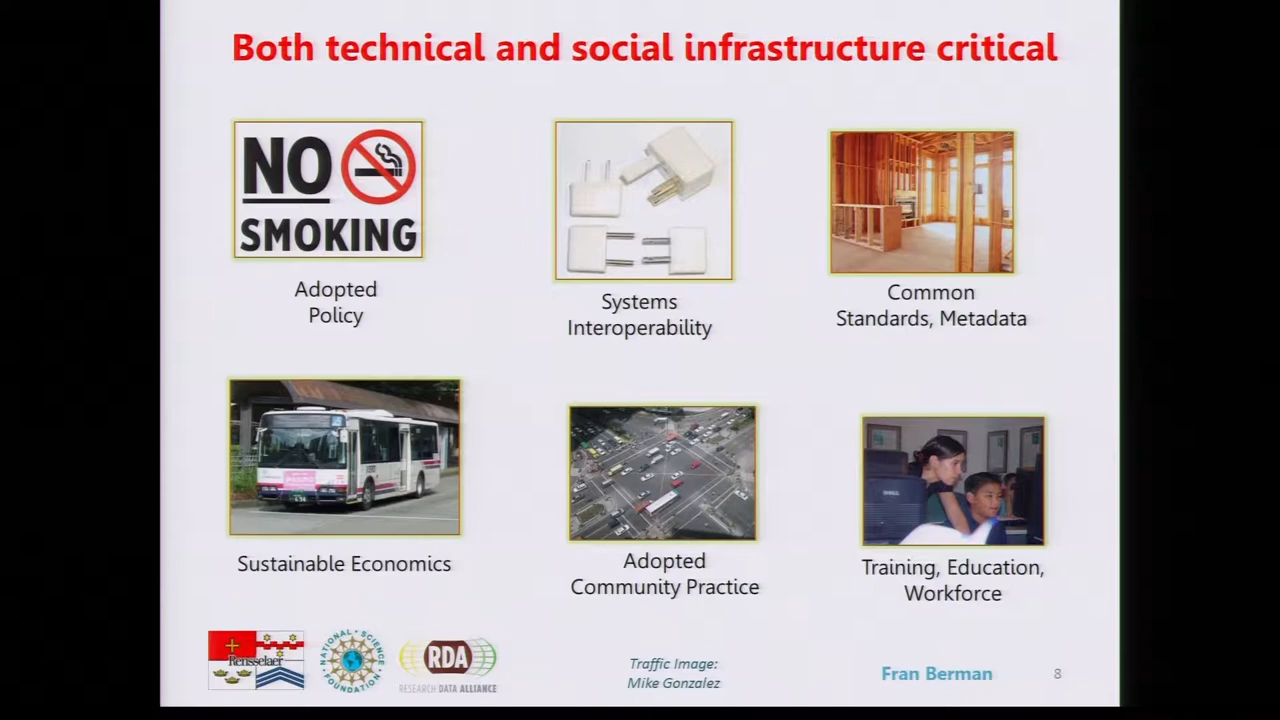 Both technical and social infrastructure critical
NO
SMOKING
Adopted
Policy
Systems
Interoperability
Common
Standards, Metadata
Sustainable Economics
Adopted
Community Practice
DELL
Training, Education,
Workforce
Rensselaer
NATIONAL SCIENCE FOUNDATION
RDA
RESEARCH DATA ALLIANCE
Traffic Image:
Mike Gonzalez
Fran Berman
8